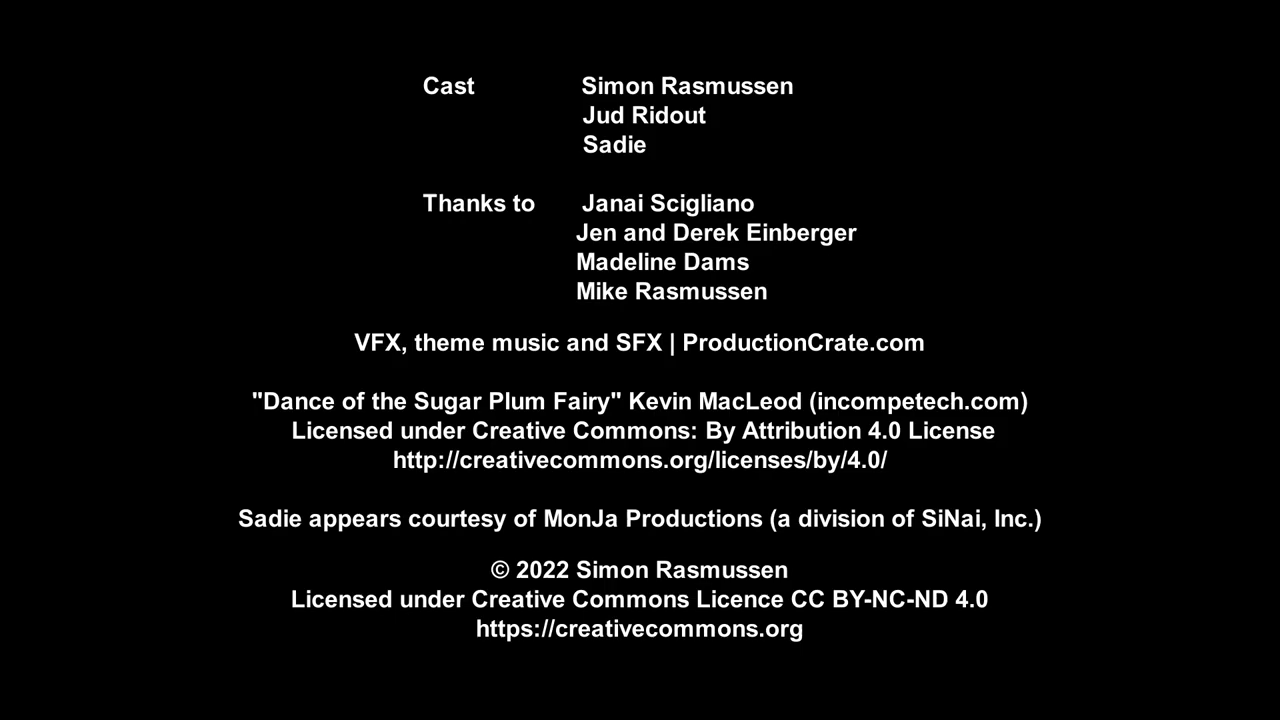 Cast Simon Rasmussen
Jud Ridout
Sadie
Thanks to Janai Scigliano
Jen and Derek Einberger
Madeline Dams
Mike Rasmussen
VFX, theme music and SFX | ProductionCrate.com
"Dance of the Sugar Plum Fairy" Kevin MacLeod (incompetech.com)
Licensed under Creative Commons: By Attribution 4.0 License
http://creativecommons.org/licenses/by/4.0/
Sadie appears courtesy of MonJa Productions (a division of SiNai, Inc.)
© 2022 Simon Rasmussen
Licensed under Creative Commons Licence CC BY-NC-ND 4.0
https://creativecommons.org